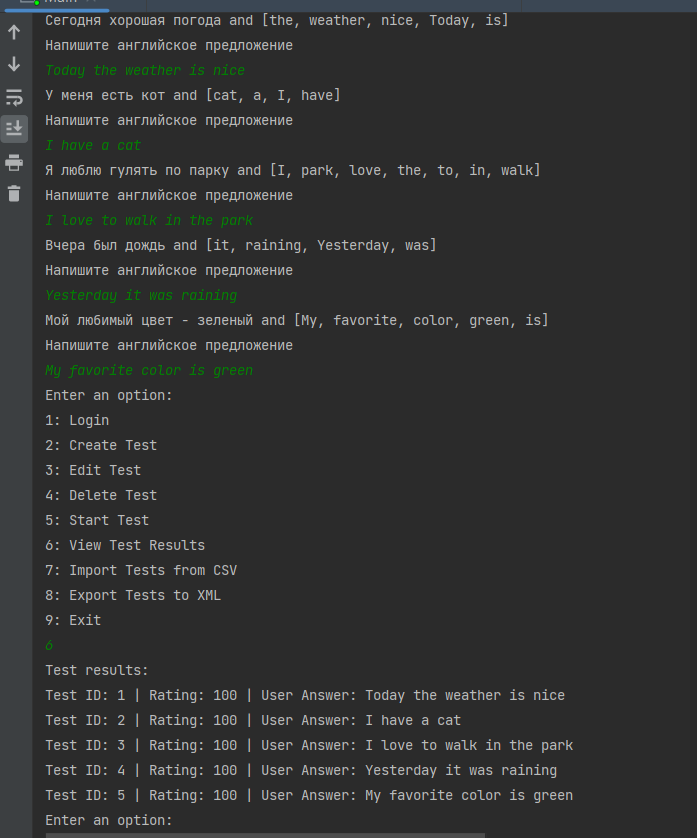 Main
Сегодня хорошая погода and [the, weather, nice, Today, is]
Напишите английское предложение
Today the weather is nice
У меня есть кот and [cat, a, I, have]
Напишите английское предложение
I have a cat
Я люблю гулять по парку and [I, park, love, the, to, in, walk]
Напишите английское предложение
I love to walk in the park
Вчера был дождь and [it, raining, Yesterday, was]
Напишите английское предложение
Yesterday it was raining
Мой любимый цвет - зеленый and [My, favorite, color, green, is]
Напишите английское предложение
My favorite color is green
Enter an option:
1: Login
2: Create Test
3: Edit Test
4: Delete Test
5: Start Test
6: View Test Results
7: Import Tests from CSV
8: Export Tests to XML
9: Exit
6
Test results:
Test ID: 1 | Rating: 100 | User Answer: Today the weather is nice
Test ID: 2 | Rating: 100 | User Answer: I have a cat
Test ID: 3 | Rating: 100 | User Answer: I love to walk in the park
Test ID: 4 | Rating: 100 | User Answer: Yesterday it was raining
Test ID: 5 | Rating: 100 | User Answer: My favorite color is green
Enter an option: